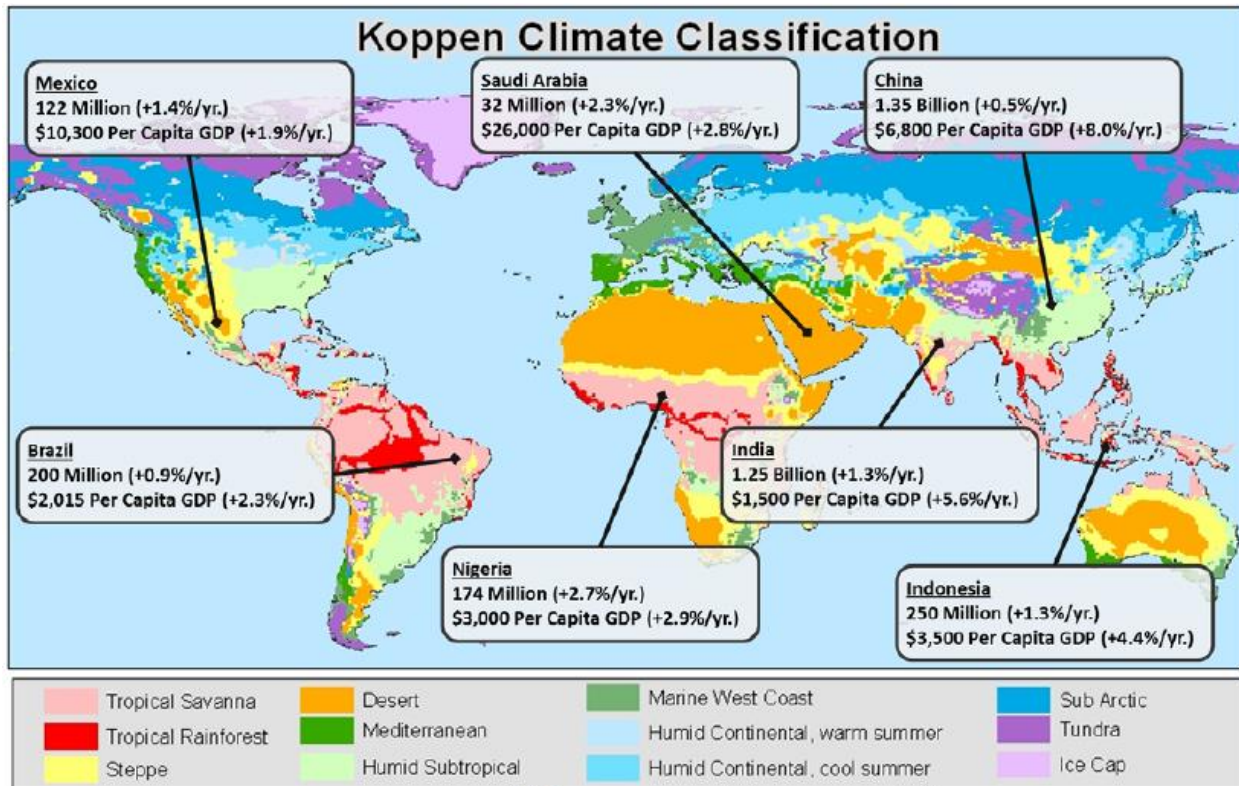 Koppen Climate Classification
Mexico
122 Million (+1.4%/yr.)
$10,300 Per Capita GDP (+1.9%/yr.)
Saudi Arabia
32 Million (+2.3%/yr.)
$26,000 Per Capita GDP (+2.8%/yr.)
China
1.35 Billion (+0.5%/yr.)
$6,800 Per Capita GDP (+8.0%/yr.)
Brazil
200 Million (+0.9%/yr.)
$2,015 Per Capita GDP (+2.3%/yr.)
India
1.25 Billion (+1.3%/yr.)
$1,500 Per Capita GDP (+5.6%/yr.)
Nigeria
174 Million (+2.7%/yr.)
$3,000 Per Capita GDP (+2.9%/yr.)
Indonesia
250 Million (+1.3%/yr.)
$3,500 Per Capita GDP (+4.4%/yr.)
Tropical Savanna
Tropical Rainforest
Steppe
Desert
Mediterranean
Humid Subtropical
Marine West Coast
Humid Continental, warm summer
Humid Continental, cool summer
Sub Arctic
Tundra
Ice Cap